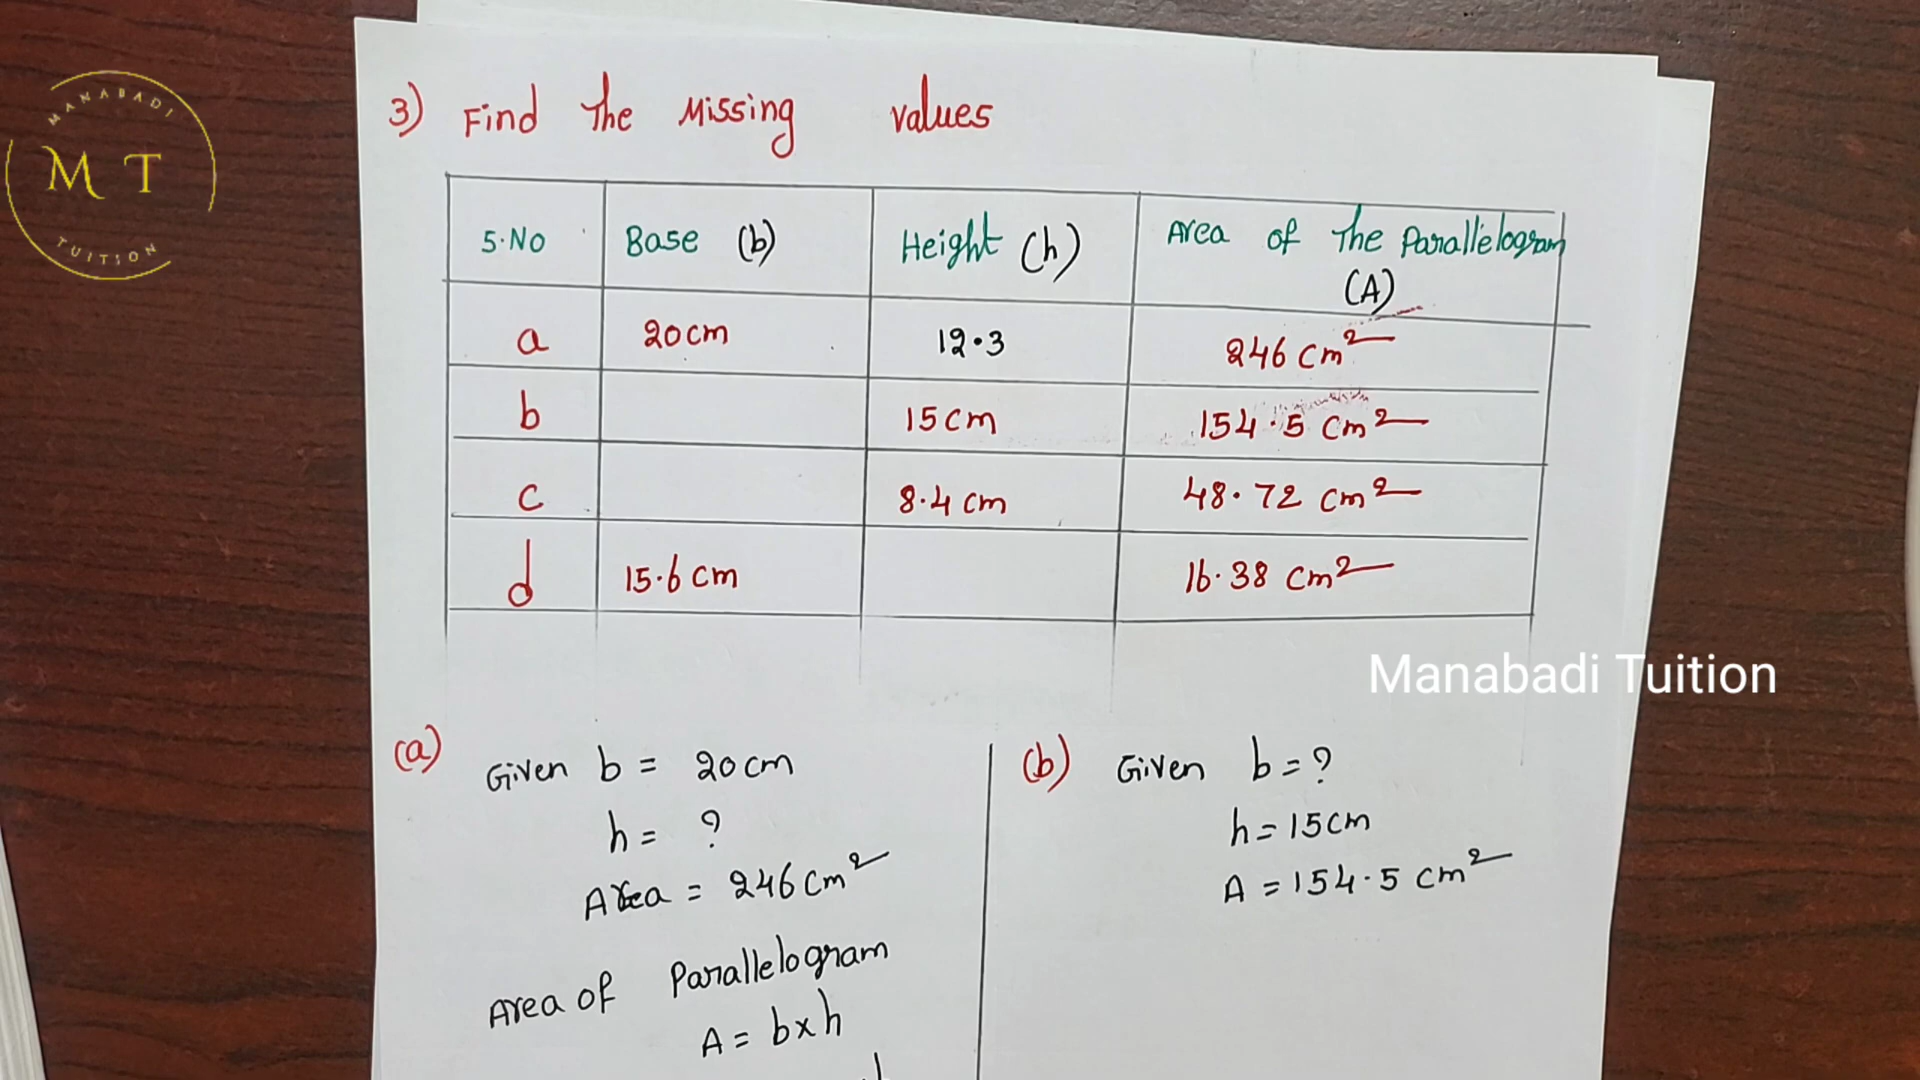 MANABADI
M T
TUITION
3) Find The Missing values
S.No Base (b) Height (h) Area of The Parallelogram (A)
a 20cm 12.3 246 cm²
b 15cm 154.5 cm²
c 8.4 cm 48.72 cm²
d 15.6 cm 16.38 cm²
Manabadi Tuition
(a) Given b = 20cm
h = ?
Area = 246 cm²
Area of Parallelogram
A = b×h
(b) Given b = ?
h = 15cm
A = 154.5 cm²